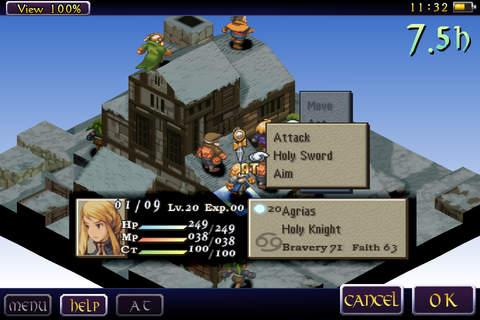 View 100%
11:32
7.5h
Move
Act
Attack
Holy Sword
Aim
AT
01/09 Lv.20 Exp.00
Hp 249/249
Mp 038/038
CT 100/100
20 Agrias
Holy Knight
Bravery 71 Faith 63
MENU HELP AT CANCEL OK